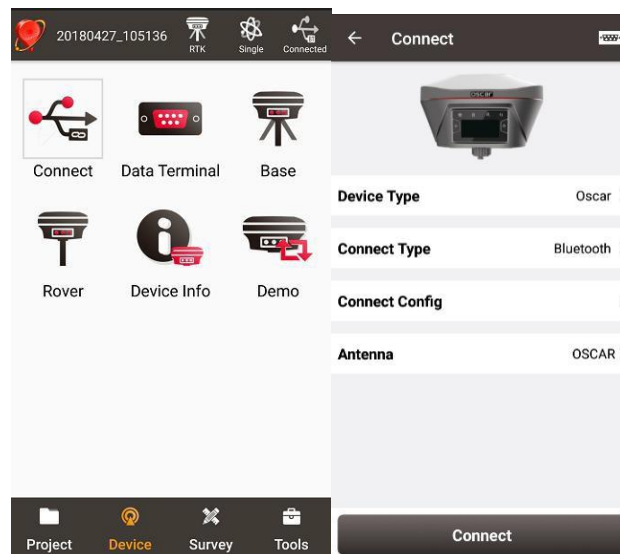 20180427_105136
RTK
Single
Connected
Connect
Data Terminal
Base
Rover
Device Info
Demo
Project
Device
Survey
Tools
Connect
OSCAR
Device Type
Oscar
Connect Type
Bluetooth
Connect Config
Antenna
OSCAR
Connect